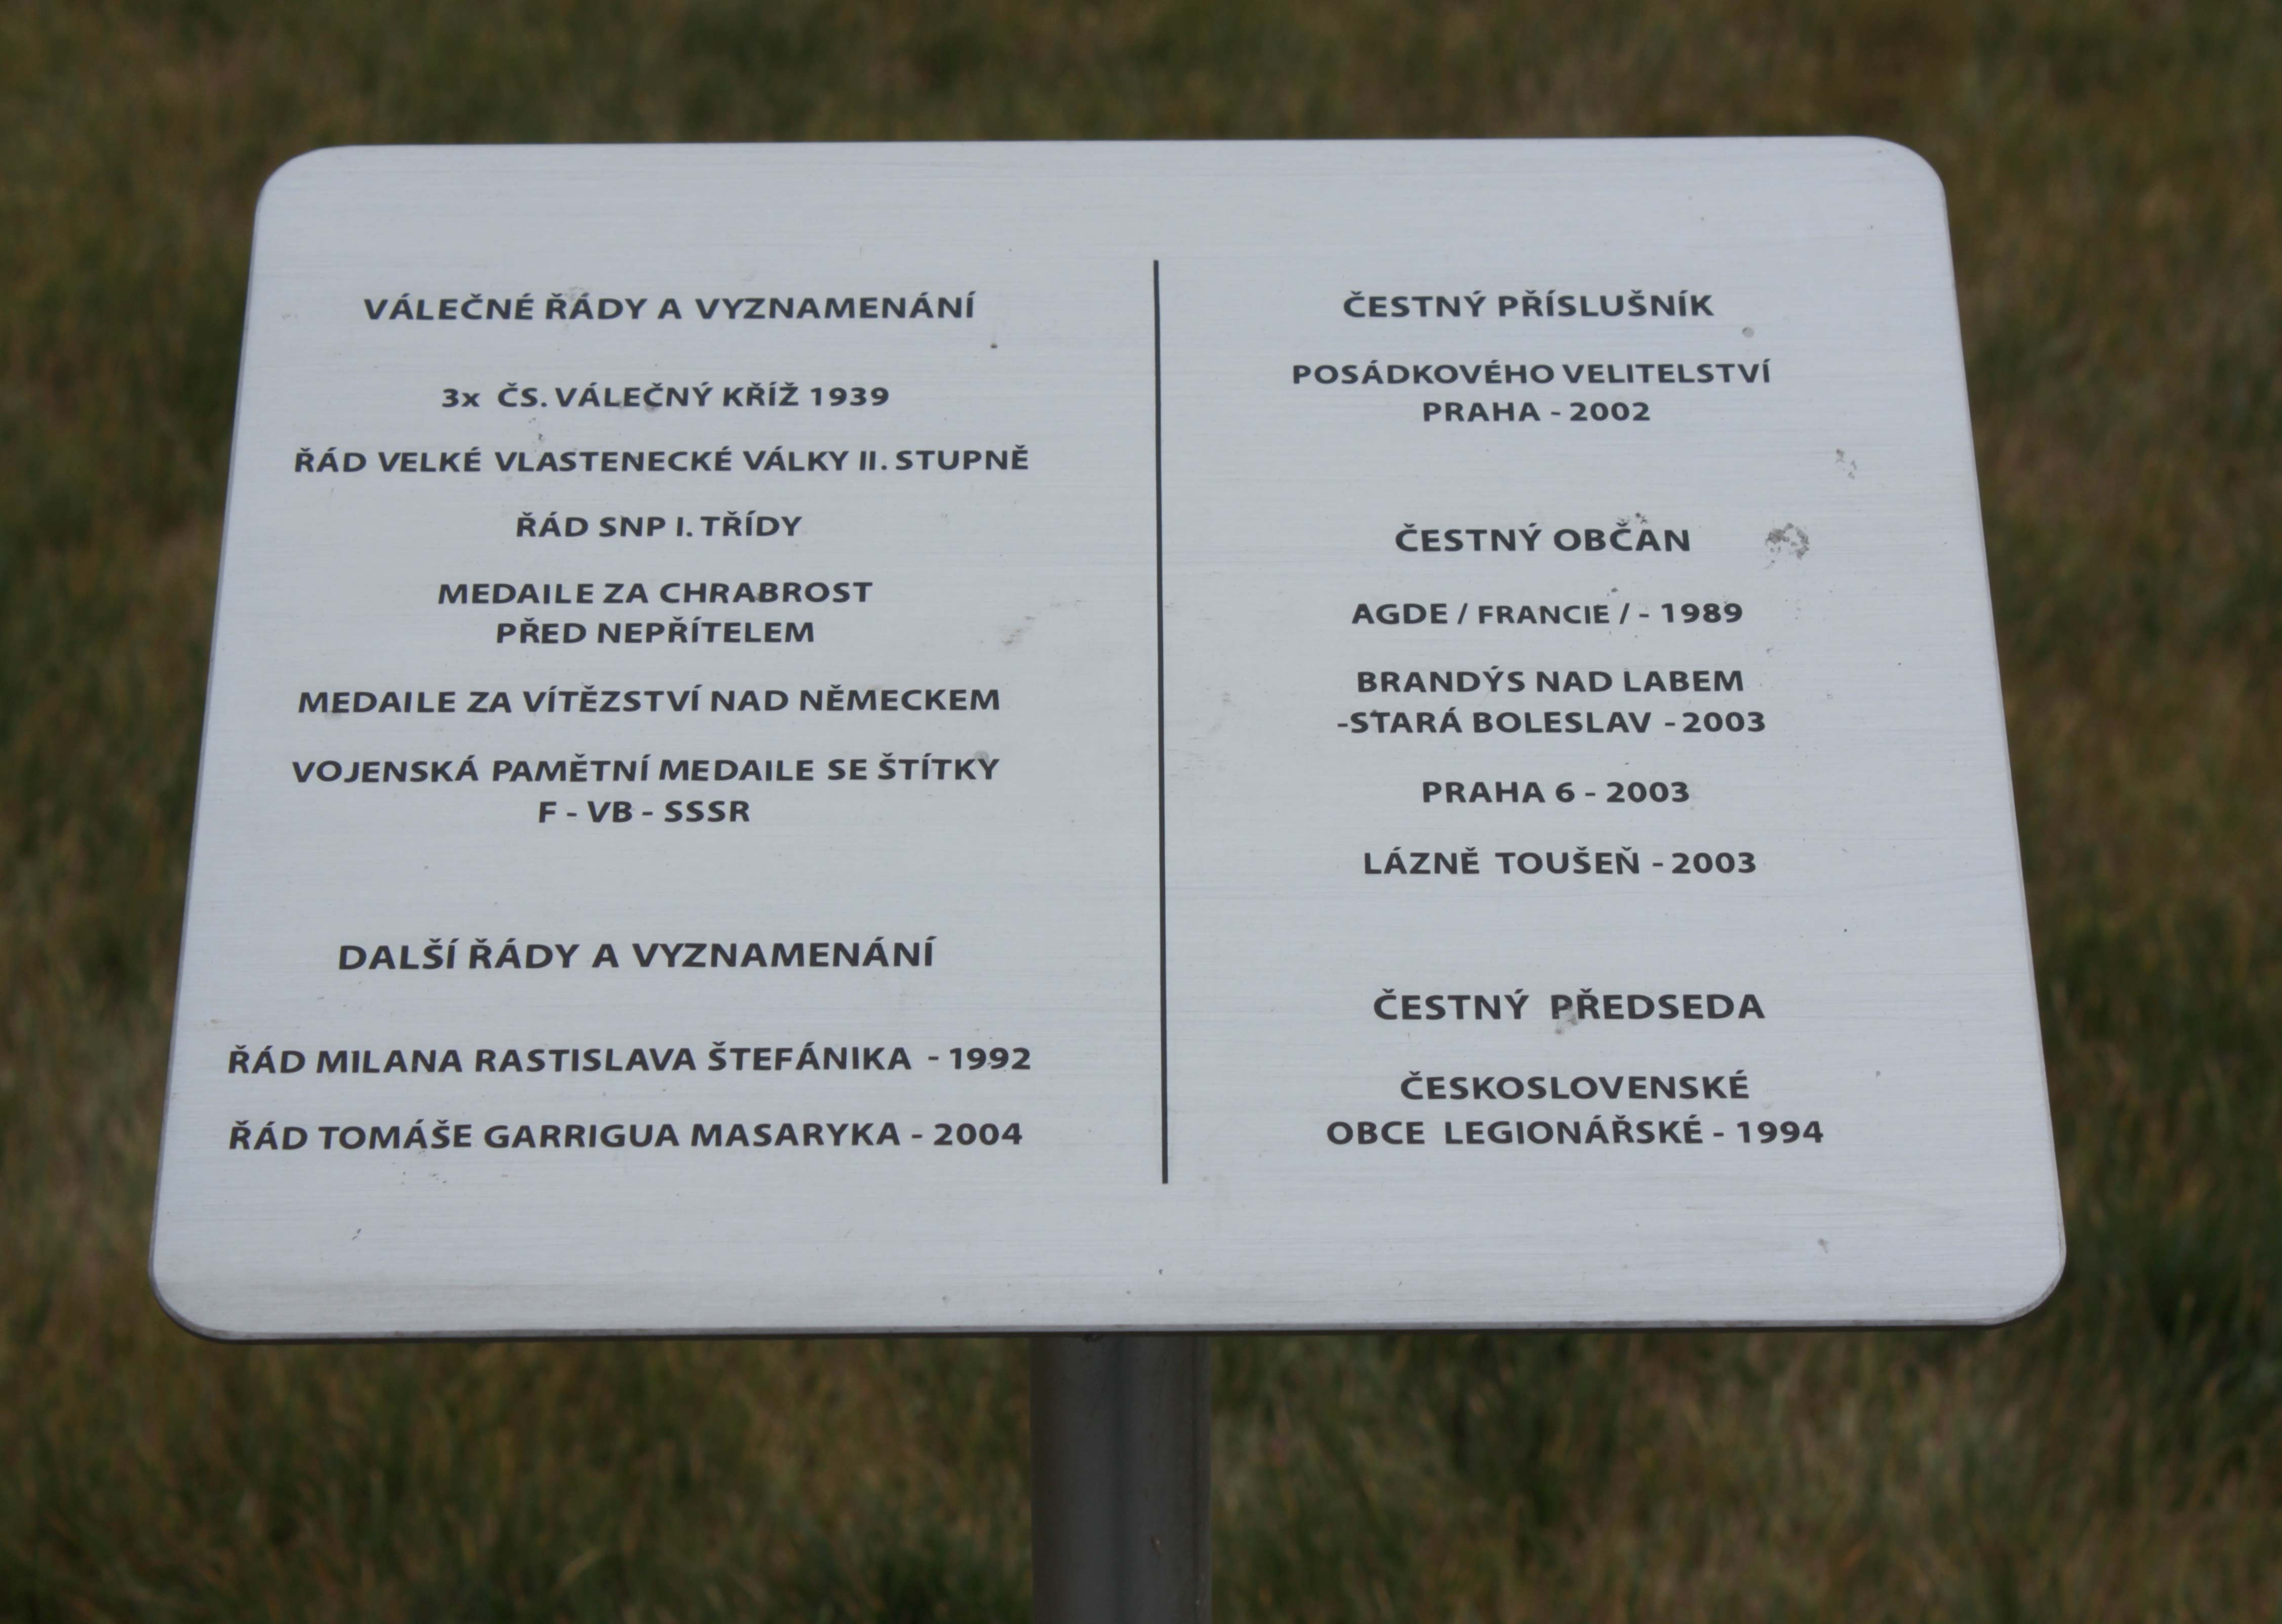 VÁLEČNÉ ŘÁDY A VYZNAMENÁNÍ
3x ČS. VÁLEČNÝ KŘÍŽ 1939
ŘÁD VELKÉ VLASTENECKÉ VÁLKY II. STUPNĚ
ŘÁD SNP I. TŘÍDY
MEDAILE ZA CHRABROST
PŘED NEPŘÍTELEM
MEDAILE ZA VÍTĚZSTVÍ NAD NĚMECKEM
VOJENSKÁ PAMĚTNÍ MEDAILE SE ŠTÍTKY
F - VB - SSSR
DALŠÍ ŘÁDY A VYZNAMENÁNÍ
ŘÁD MILANA RASTISLAVA ŠTEFÁNIKA - 1992
ŘÁD TOMÁŠE GARRIGUA MASARYKA - 2004
ČESTNÝ PŘÍSLUŠNÍK
POSÁDKOVÉHO VELITELSTVÍ
PRAHA - 2002
ČESTNÝ OBČAN
AGDE / FRANCIE / - 1989
BRANDÝS NAD LABEM
-STARÁ BOLESLAV - 2003
PRAHA 6 - 2003
LÁZNĚ TOUŠEŇ - 2003
ČESTNÝ PŘEDSEDA
ČESKOSLOVENSKÉ
OBCE LEGIONÁŘSKÉ - 1994